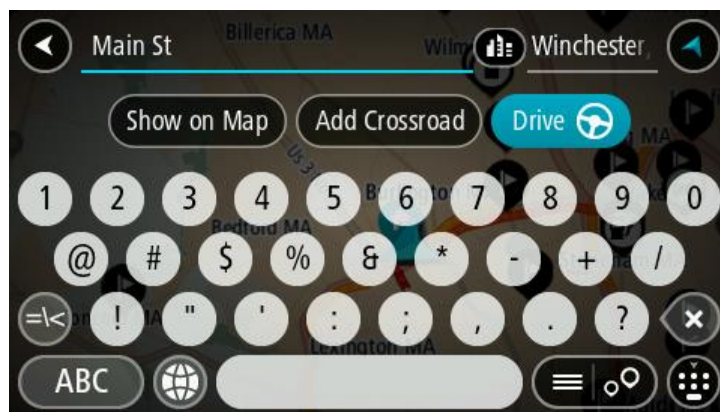 Main St
Winchester,
Billerica MA
Show on Map
Add Crossroad
Drive
1 2 3 4 5 6 7 8 9 0
Bedford MA
@ # $ % & * - + /
=\< ! " ' : ; , . ?
Lexington MA
ABC